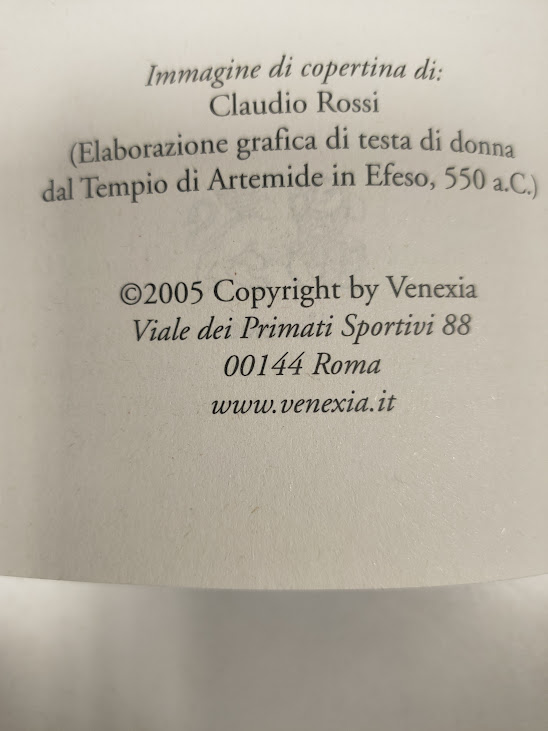 Immagine di copertina di:
Claudio Rossi
(Elaborazione grafica di testa di donna
dal Tempio di Artemide in Efeso, 550 a.C.)
©2005 Copyright by Venexia
Viale dei Primati Sportivi 88
00144 Roma
www.venexia.it